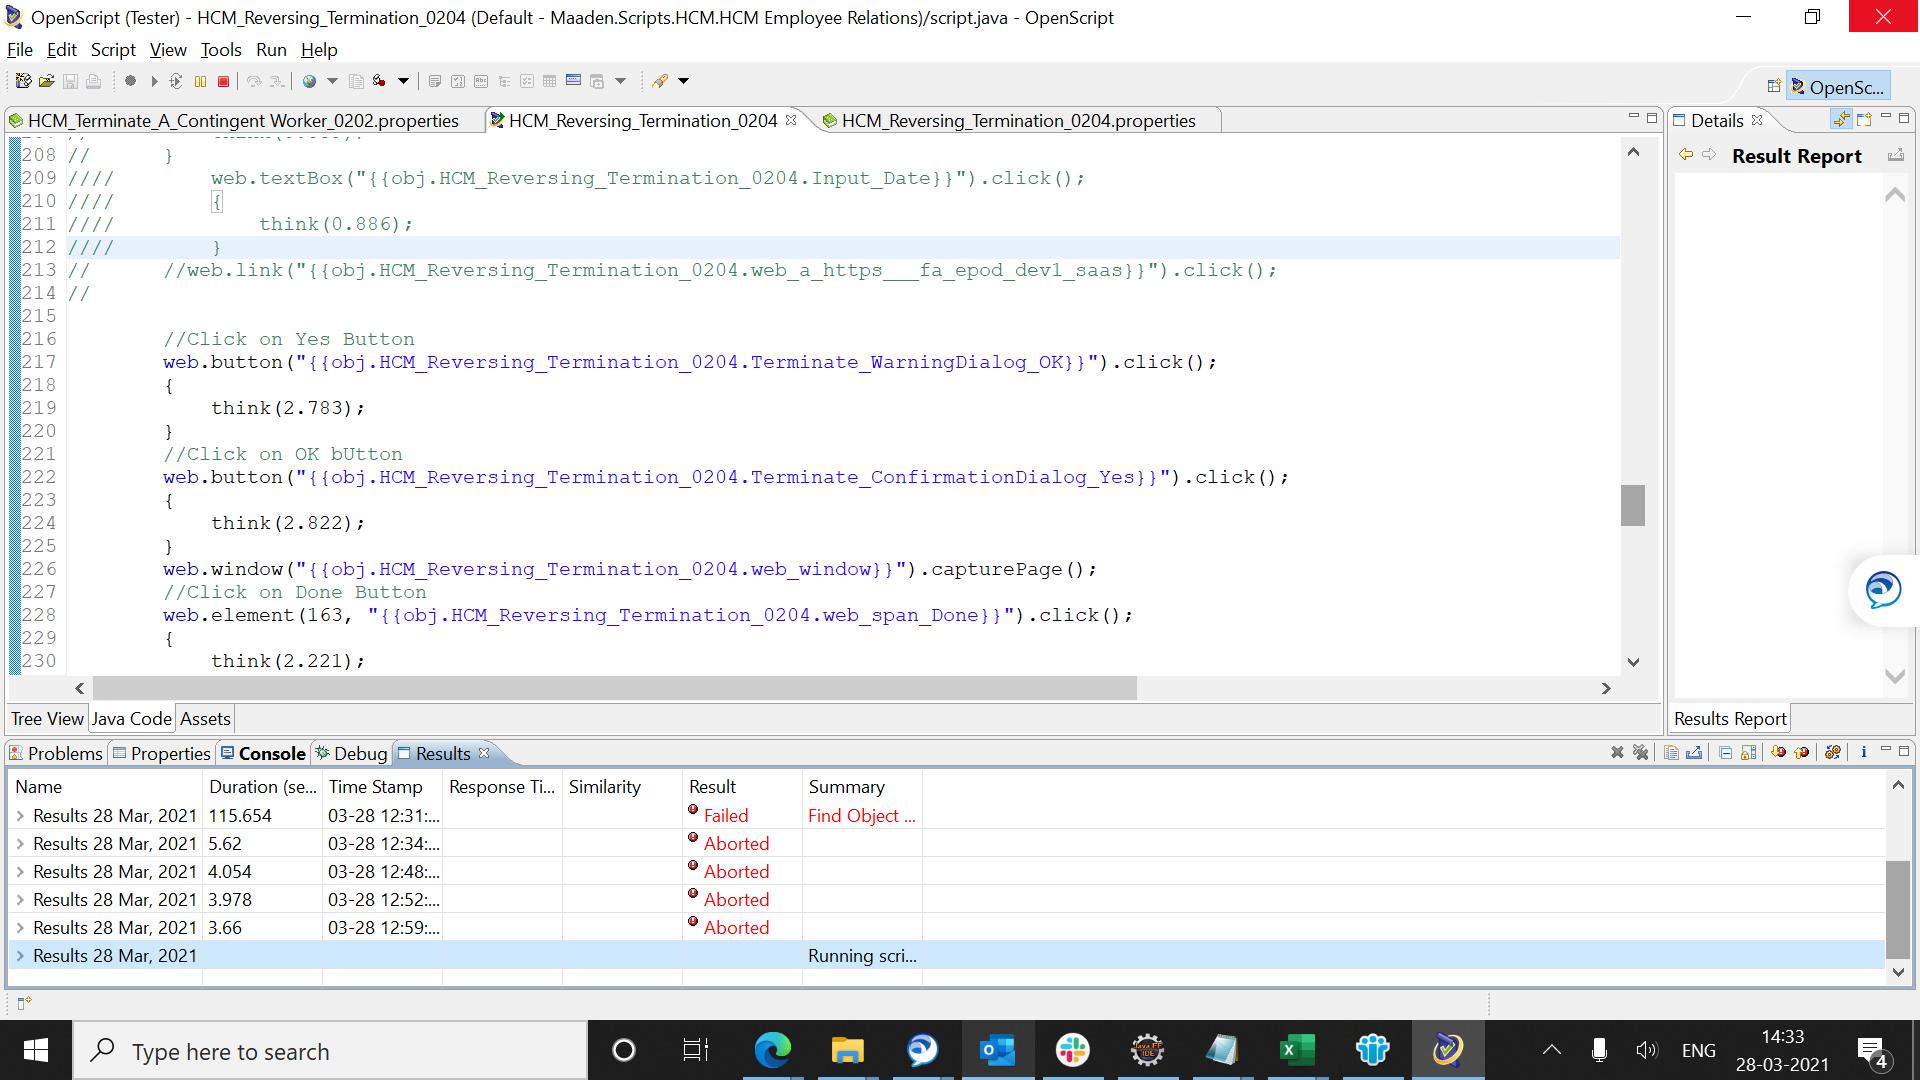 OpenScript (Tester) - HCM_Reversing_Termination_0204 (Default - Maaden.Scripts.HCM.HCM Employee Relations)/script.java - OpenScript
File Edit Script View Tools Run Help
OpenSc...
HCM_Terminate_A_Contingent Worker_0202.properties HCM_Reversing_Termination_0204 HCM_Reversing_Termination_0204.properties Details
Result Report
208 // }
209 //// web.textBox("{{obj.HCM_Reversing_Termination_0204.Input_Date}}").click();
210 //// {
211 //// think(0.886);
212 //// }
213 // //web.link("{{obj.HCM_Reversing_Termination_0204.web_a_https___fa_epod_dev1_saas}}").click();
214 //
215
216 //Click on Yes Button
217 web.button("{{obj.HCM_Reversing_Termination_0204.Terminate_WarningDialog_OK}}").click();
218 {
219 think(2.783);
220 }
221 //Click on OK bUtton
222 web.button("{{obj.HCM_Reversing_Termination_0204.Terminate_ConfirmationDialog_Yes}}").click();
223 {
224 think(2.822);
225 }
226 web.window("{{obj.HCM_Reversing_Termination_0204.web_window}}").capturePage();
227 //Click on Done Button
228 web.element(163, "{{obj.HCM_Reversing_Termination_0204.web_span_Done}}").click();
229 {
230 think(2.221);
Tree View Java Code Assets Results Report
Problems Properties Console Debug Results
Name Duration (se... Time Stamp Response Ti... Similarity Result Summary
Results 28 Mar, 2021 115.654 03-28 12:31:... Failed Find Object ...
Results 28 Mar, 2021 5.62 03-28 12:34:... Aborted
Results 28 Mar, 2021 4.054 03-28 12:48:... Aborted
Results 28 Mar, 2021 3.978 03-28 12:52:... Aborted
Results 28 Mar, 2021 3.66 03-28 12:59:... Aborted
Results 28 Mar, 2021 Running scri...
Type here to search
ENG
14:33
28-03-2021
4